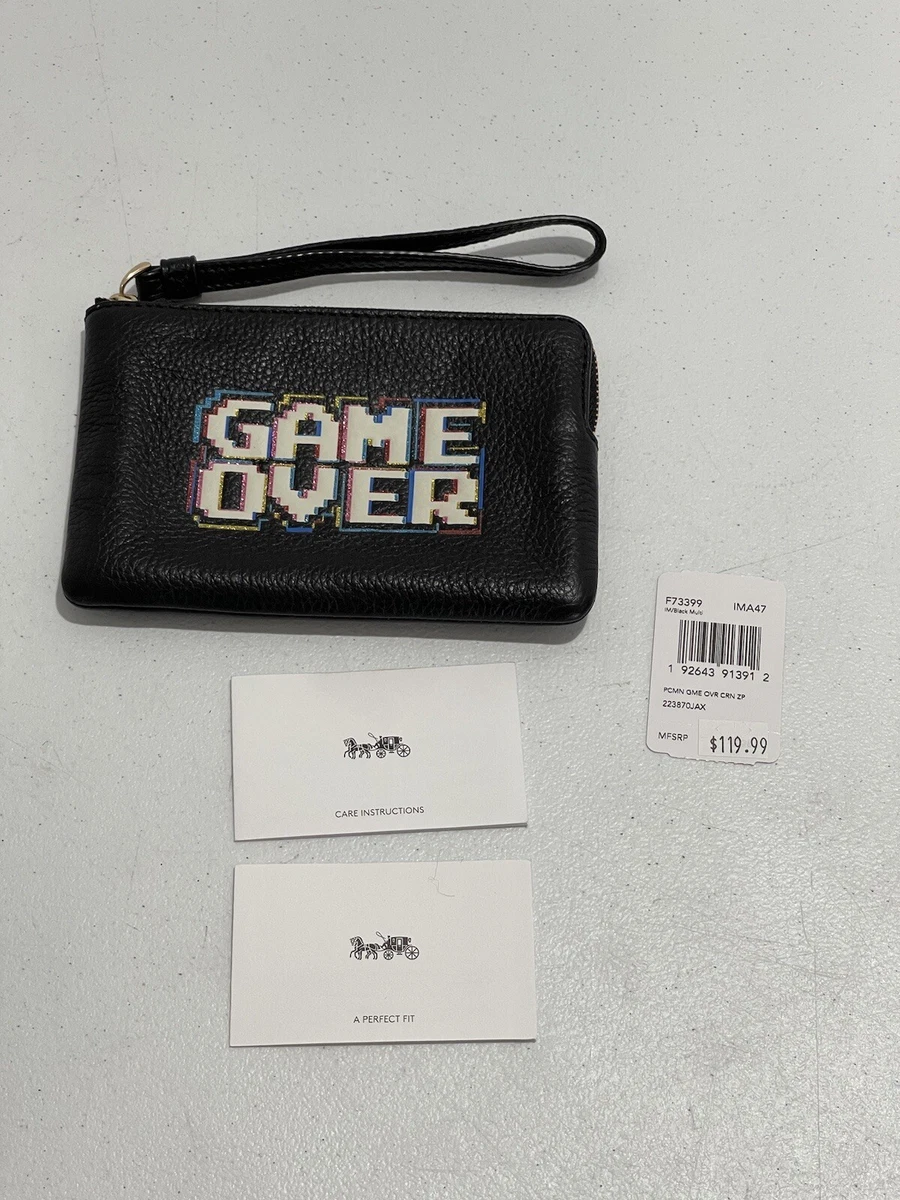 GAME
OVER
F73399 IMA47
IM/Black Multi
1 92643 91391 2
PCMN GME OVR CRN ZP
223870JAX
MFSRP $119.99
CARE INSTRUCTIONS
A PERFECT FIT